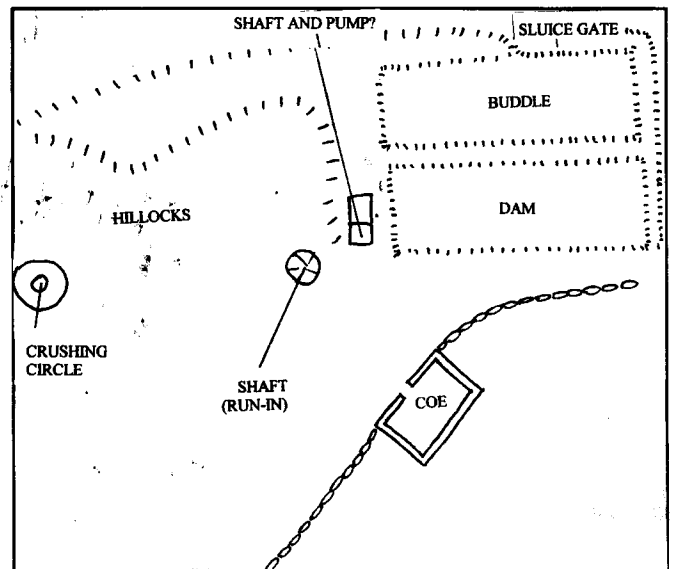 SHAFT AND PUMP?
SLUICE GATE
BUDDLE
DAM
HILLOCKS
CRUSHING
CIRCLE
SHAFT
(RUN-IN)
COE